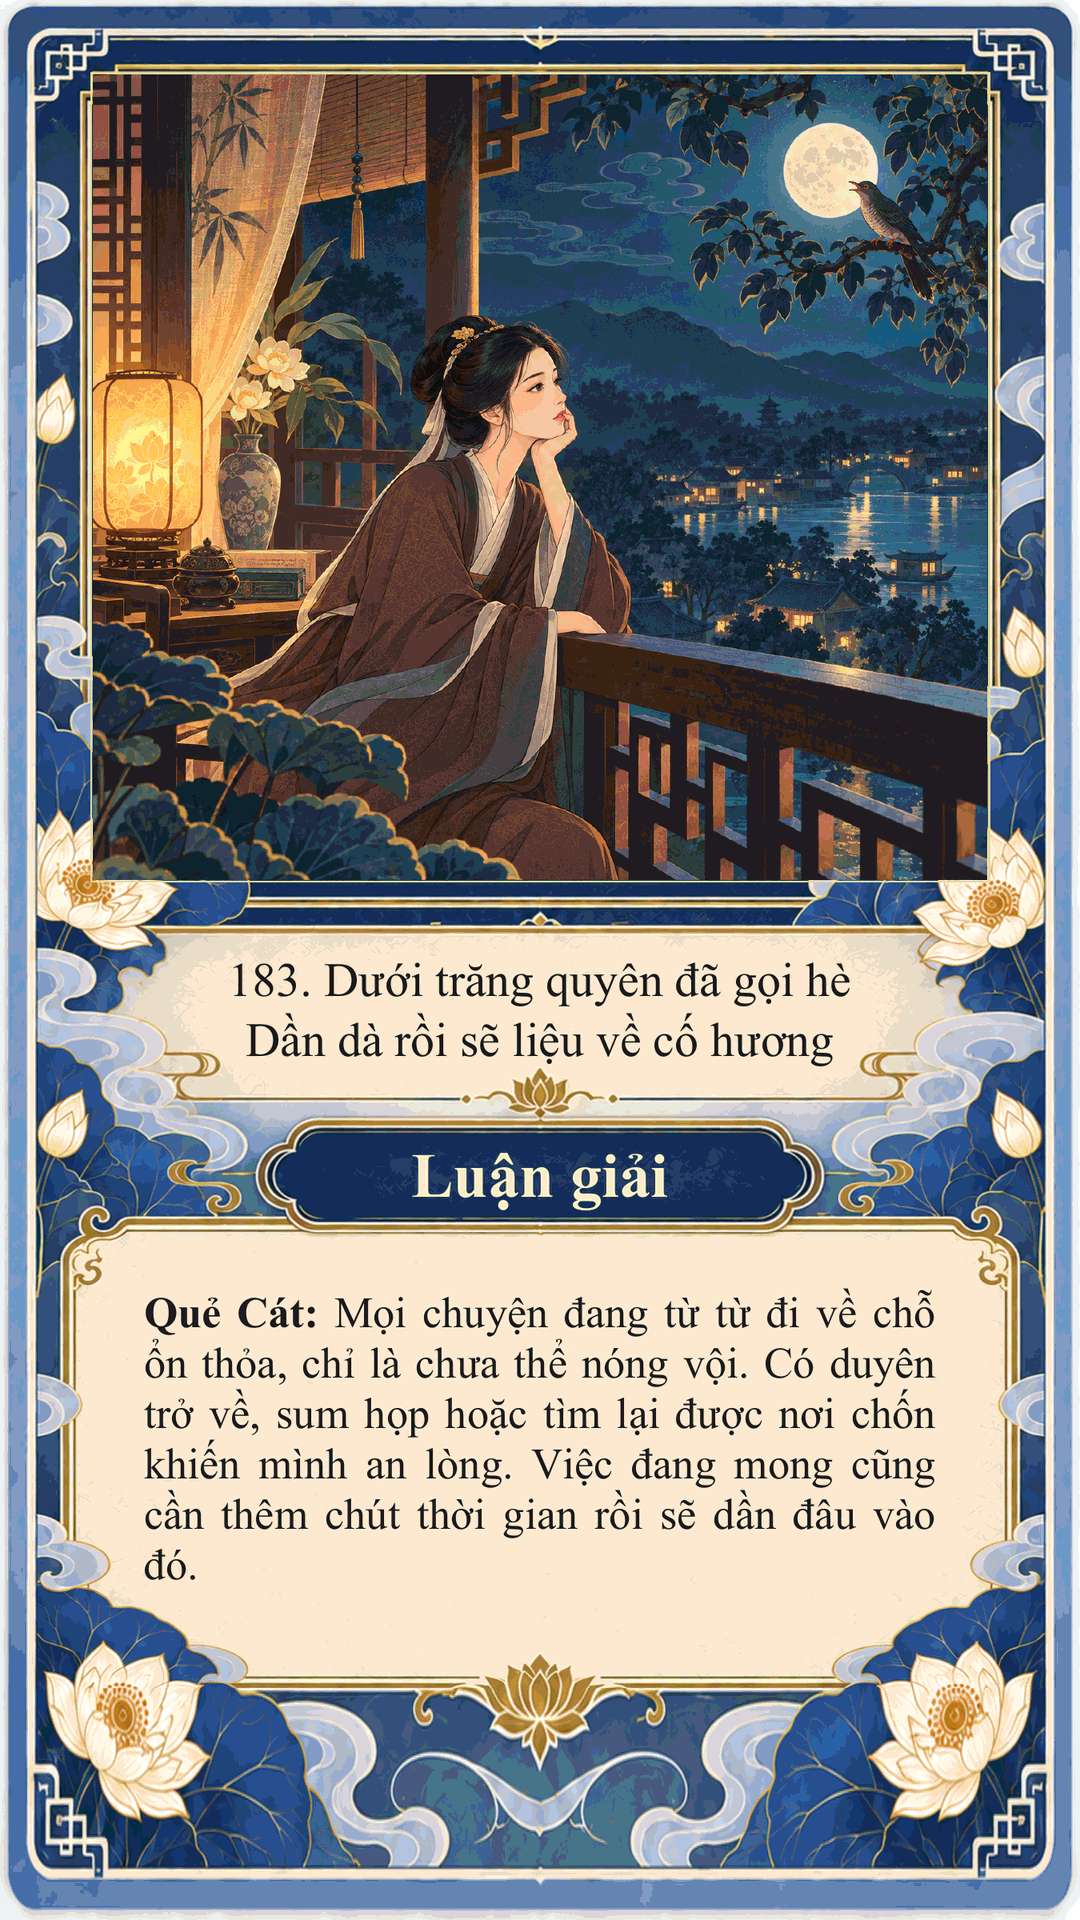 183. Dưới trăng quyên đã gọi hè
Dần dà rồi sẽ liệu về cố hương
Luận giải
Quẻ Cát: Mọi chuyện đang từ từ đi về chỗ
ổn thỏa, chỉ là chưa thể nóng vội. Có duyên
trở về, sum họp hoặc tìm lại được nơi chốn
khiến mình an lòng. Việc đang mong cũng
cần thêm chút thời gian rồi sẽ dần đâu vào
đó.